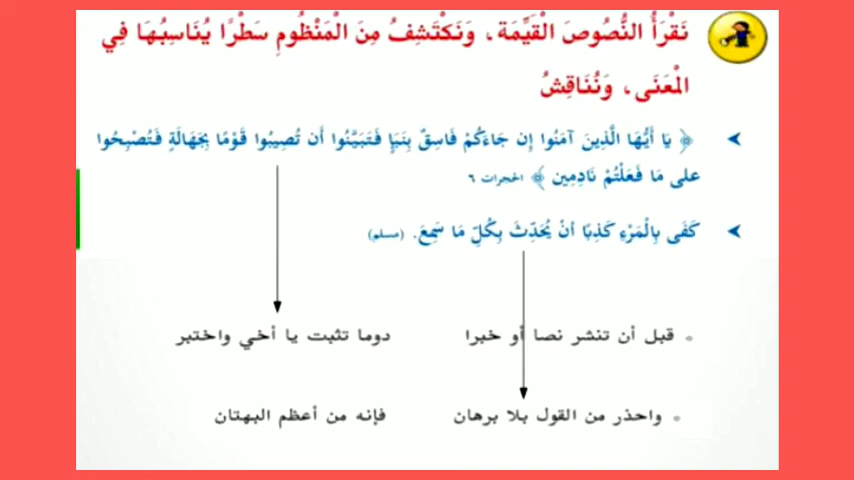 نَقْرَأُ النُّصُوصَ الْقَيِّمَة، وَنَكْتَشِفُ مِنَ الْمَنْظُومِ سَطْرًا يُنَاسِبُهَا فِي
الْمَعْنَى، وَنُنَاقِشُ
﴿ يَا أَيُّهَا الَّذِينَ آمَنُوا إِن جَاءَكُمْ فَاسِقٌ بِنَبَإٍ فَتَبَيَّنُوا أَن تُصِيبُوا قَوْمًا بِجَهَالَةٍ فَتُصْبِحُوا
على مَا فَعَلْتُمْ نَادِمِين ﴾ الحجرات ٦
كَفَى بِالْمَرْءِ كَذِبًا أنْ يُحَدِّثَ بِكُلِّ مَا سَمِعَ. (مسلم)
قبل أن تنشر نصا أو خبرا دوما تثبت يا أخي واختبر
واحذر من القول بلا برهان فإنه من أعظم البهتان